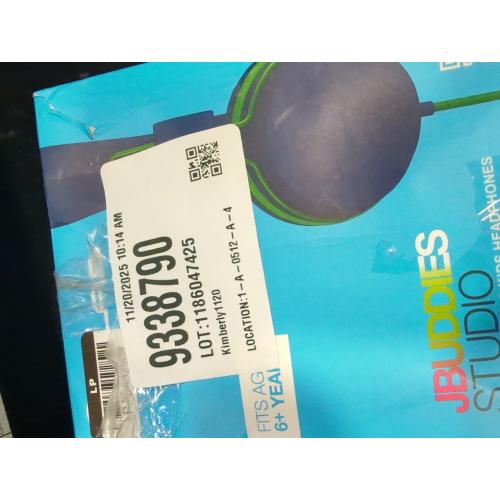 11/20/2025 10:14 AM
9338790
LOT:1186047425
Kimberly1120
LOCATION:1-A-0512-A-4
LP
FITS AG
6+ YEA
JBUDDIES
STUDIO
HEADPHONES